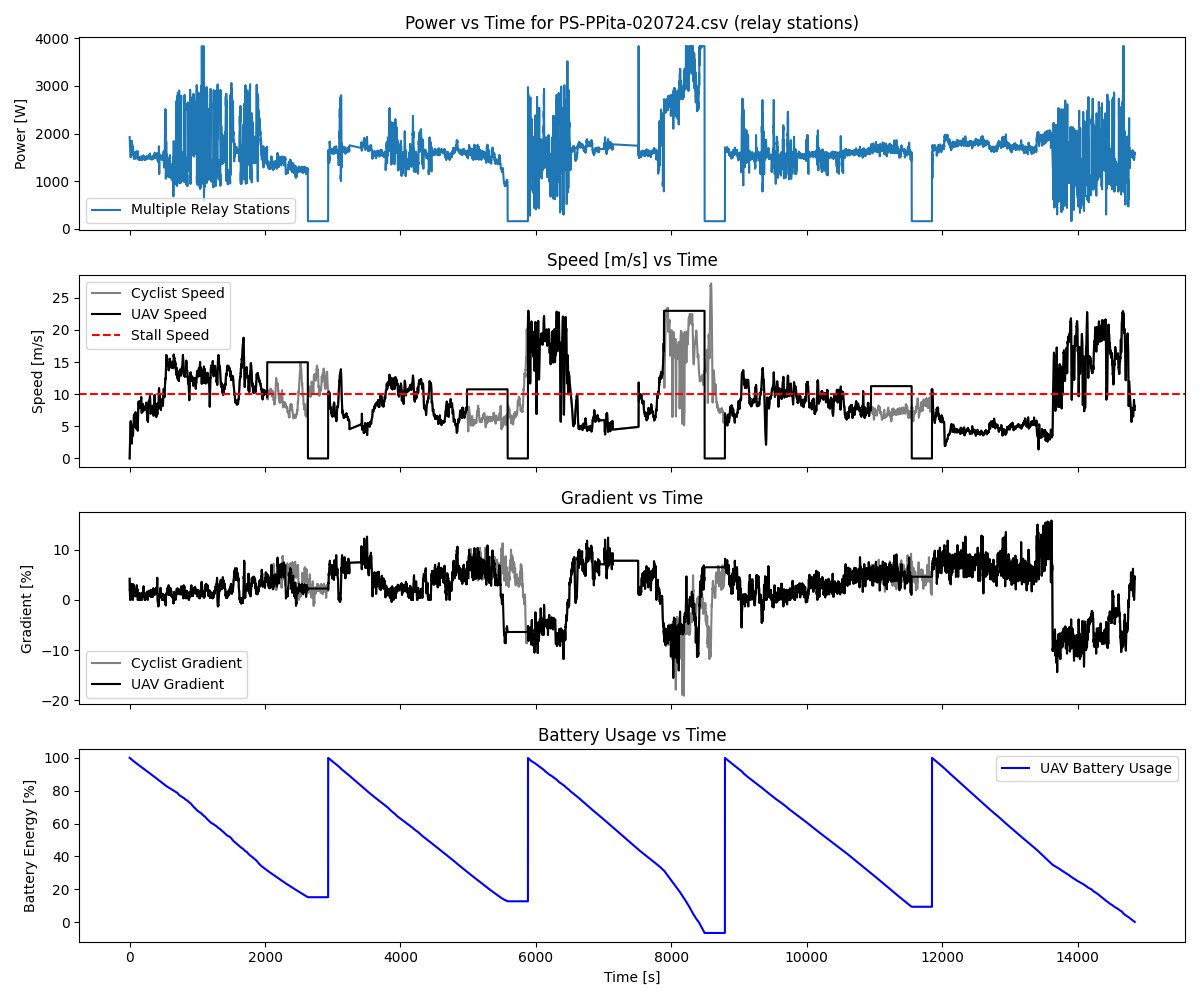 Power vs Time for PS-PPita-020724.csv (relay stations)
Power [W]
4000
3000
2000
1000
0
Multiple Relay Stations
Speed [m/s] vs Time
Speed [m/s]
25
20
15
10
5
0
Cyclist Speed
UAV Speed
Stall Speed
Gradient vs Time
Gradient [%]
10
0
−10
−20
Cyclist Gradient
UAV Gradient
Battery Usage vs Time
Battery Energy [%]
100
80
60
40
20
0
UAV Battery Usage
0 2000 4000 6000 8000 10000 12000 14000
Time [s]